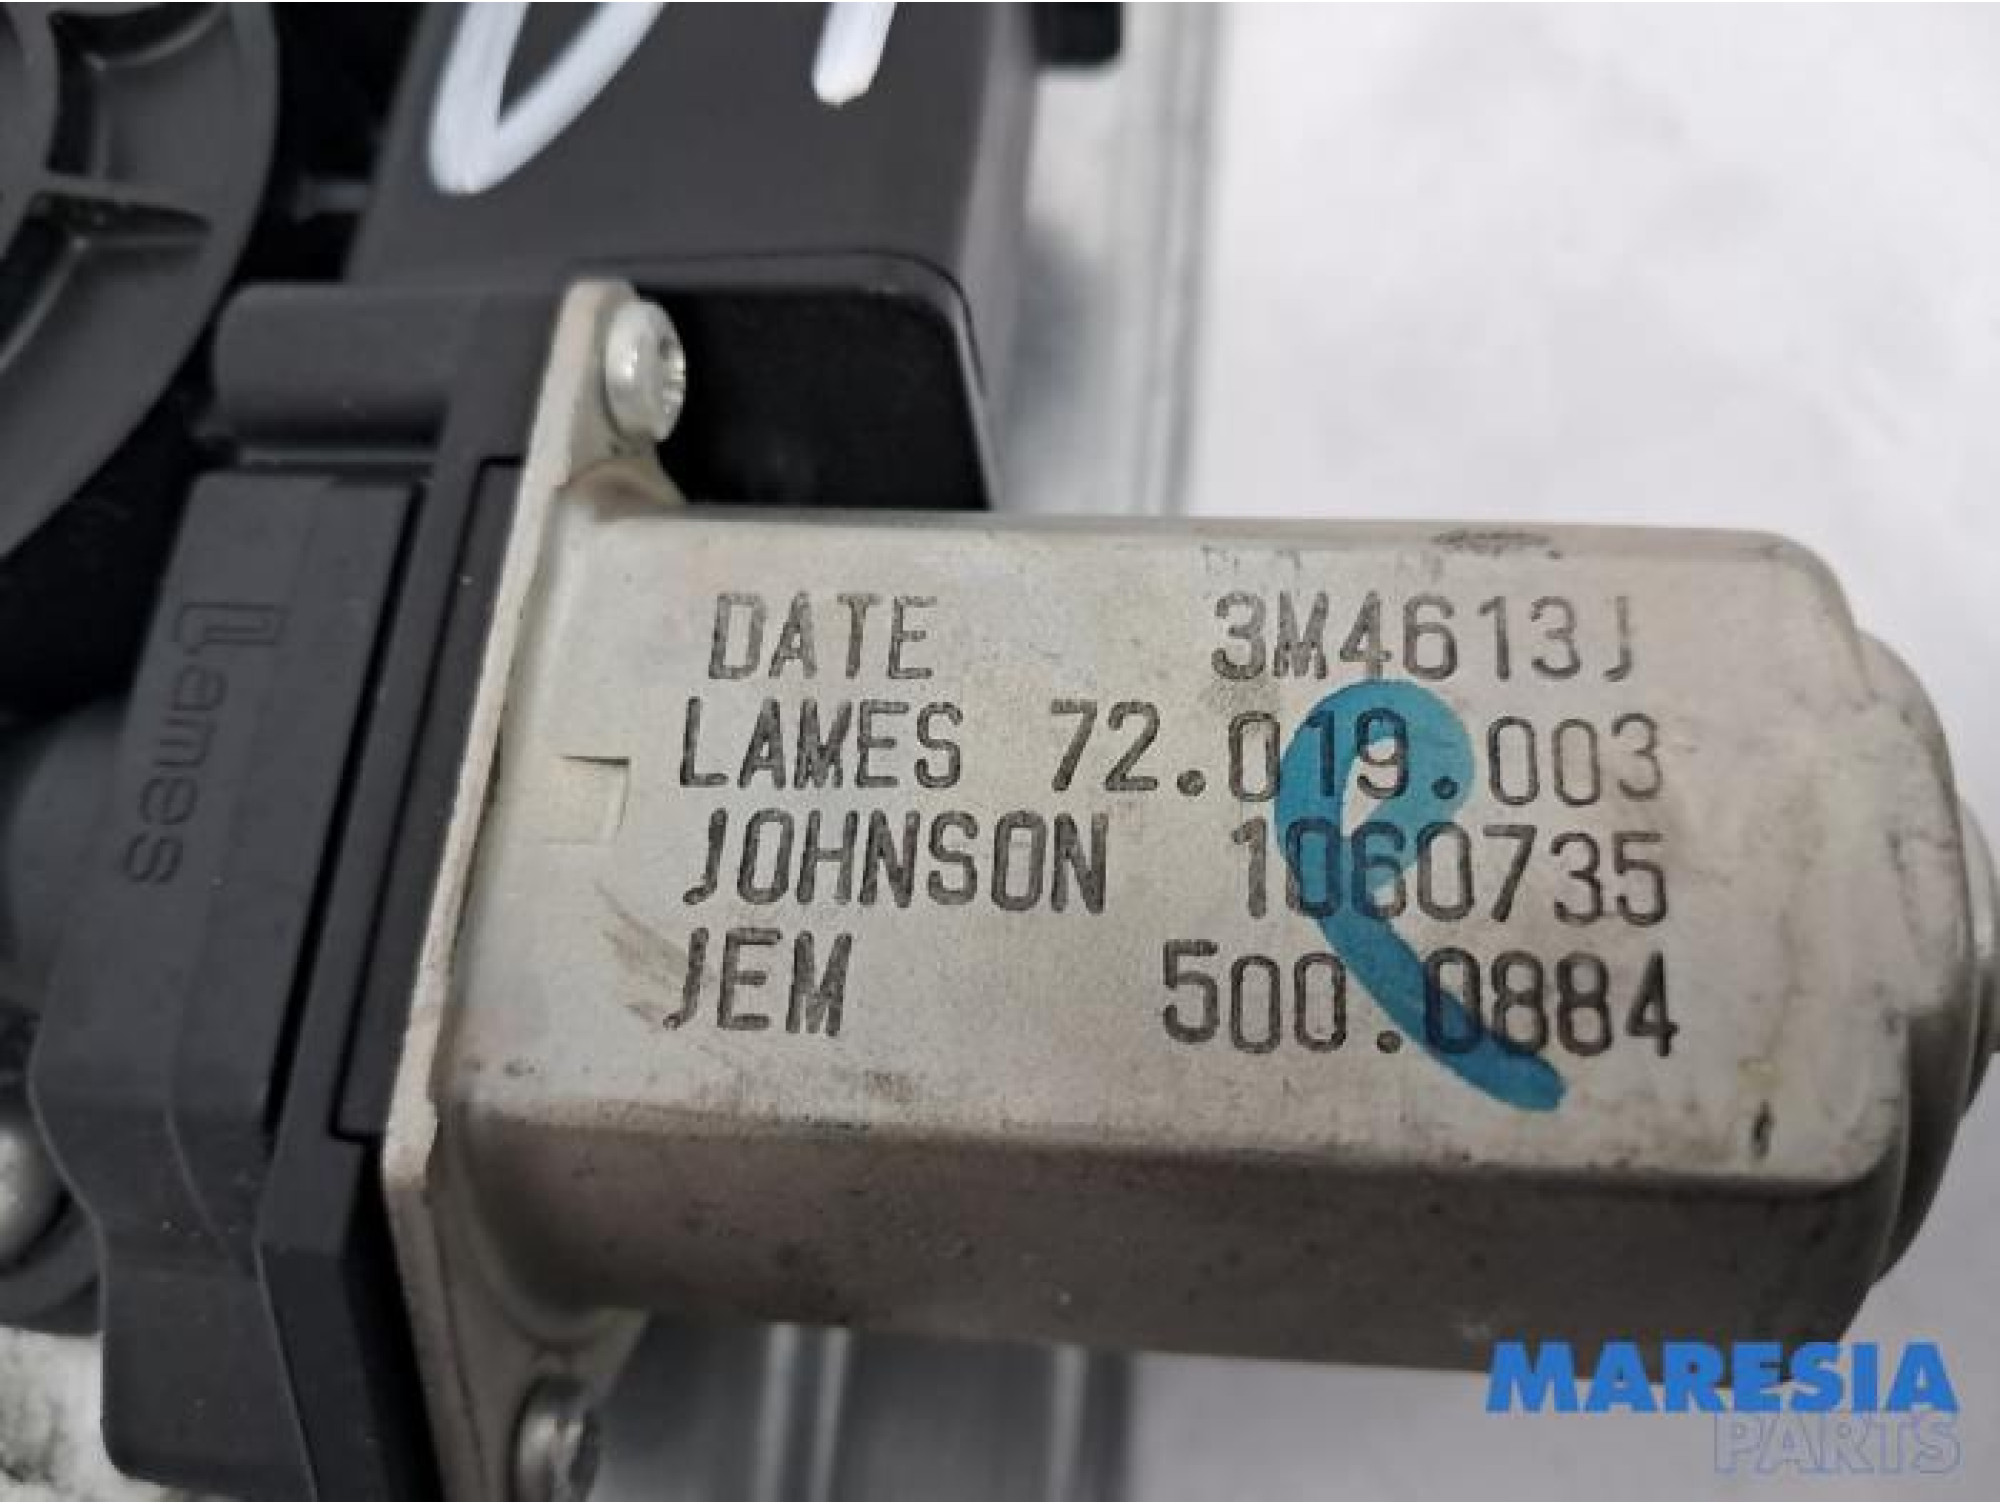 Lames
DATE 3M4613J
LAMES 72.019.003
JOHNSON 1060735
JEM 500.0884
MARESIA
PARTS